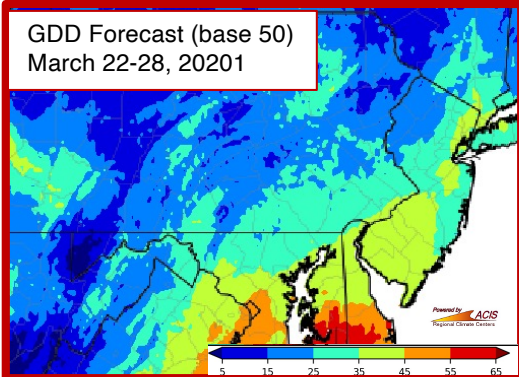 GDD Forecast (base 50)
March 22-28, 20201
Powered by ACIS
Regional Climate Centers
5 15 25 35 45 55 65